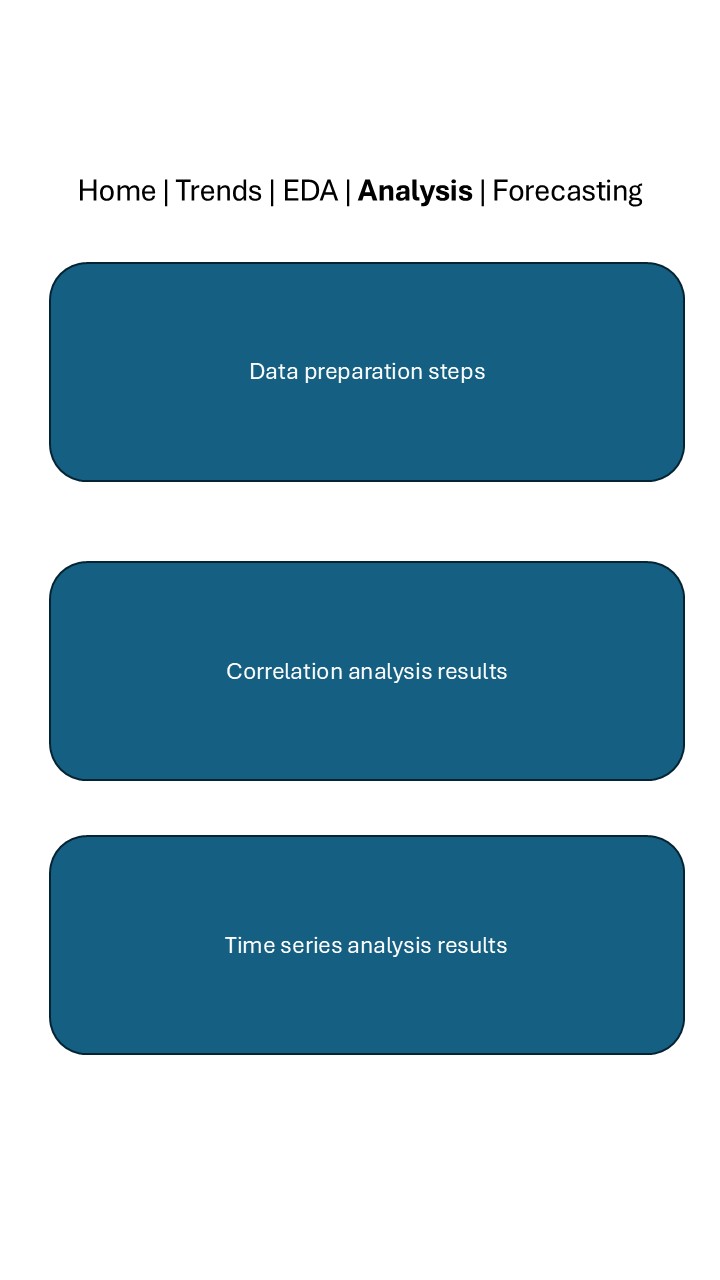 Home | Trends | EDA | Analysis | Forecasting
Data preparation steps
Correlation analysis results
Time series analysis results